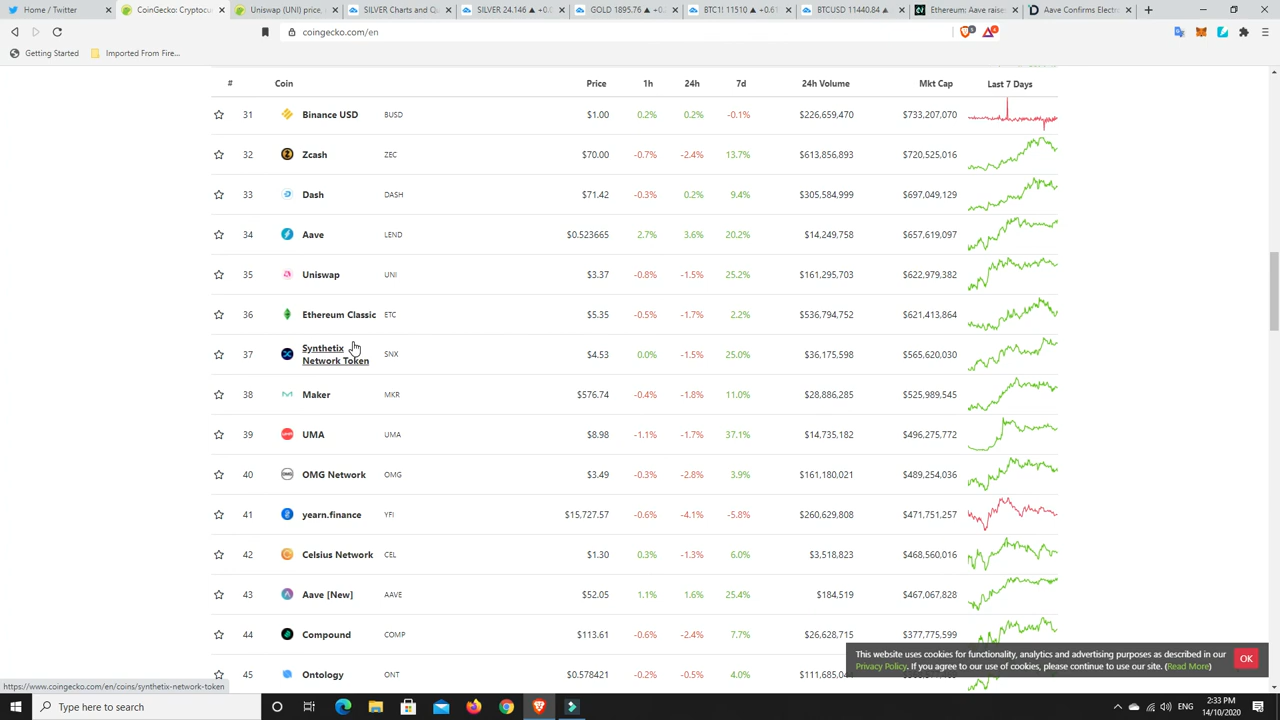 Home / Twitter
CoinGecko: Cryptocu
Uniswap (UNI) price,
SILVER Charts and Qu
SILVER 24.146 ▲ +0.0
GOLD 1895.76 ▲ +0.
BTC1! 11510 ▲ +0.61
BTCUSD 11440.84 ▲
Ethereum: Aave raise
Aave Confirms Electro
coingecko.com/en
Getting Started
Imported From Fire...
# Coin Price 1h 24h 7d 24h Volume Mkt Cap Last 7 Days
31 Binance USD BUSD $1.00 0.2% 0.2% -0.1% $226,659,470 $733,207,070
32 Zcash ZEC $70.00 -0.7% -2.4% 13.7% $613,856,893 $720,525,016
33 Dash DASH $71.42 -0.3% 0.2% 9.4% $305,584,999 $697,049,129
34 Aave LEND $0.523665 2.7% 3.6% 20.2% $14,249,758 $657,619,097
35 Uniswap UNI $3.37 -0.8% -1.5% 25.2% $161,295,703 $622,979,382
36 Ethereum Classic ETC $5.35 -0.5% -1.7% 2.2% $536,794,752 $621,413,864
37 Synthetix
Network Token SNX $4.53 0.0% -1.5% 25.0% $36,175,598 $565,620,030
38 Maker MKR $576.74 -0.4% -1.8% 11.0% $28,886,285 $525,989,545
39 UMA UMA $8.98 -1.1% -1.7% 37.1% $14,735,182 $496,275,772
40 OMG Network OMG $3.49 -0.3% -2.8% 3.9% $161,180,021 $489,254,036
41 yearn.finance YFI $15,727.57 -0.6% -4.1% -5.8% $260,629,808 $471,751,257
42 Celsius Network CEL $1.30 0.3% -1.3% 6.0% $3,518,823 $468,560,016
43 Aave [New] AAVE $52.05 1.1% 1.6% 25.4% $184,519 $467,067,828
44 Compound COMP $113.61 -0.6% -2.4% 7.7% $26,628,715 $377,775,599
45 Ontology ONT $0.578421 -0.2% -0.5% 4.0%
This website uses cookies for functionality, analytics and advertising purposes as described in our
Privacy Policy. If you agree to our use of cookies, please continue to use our site. (Read More)
OK
https://www.coingecko.com/en/coins/synthetix-network-token
Type here to search
ENG
2:33 PM
14/10/2020